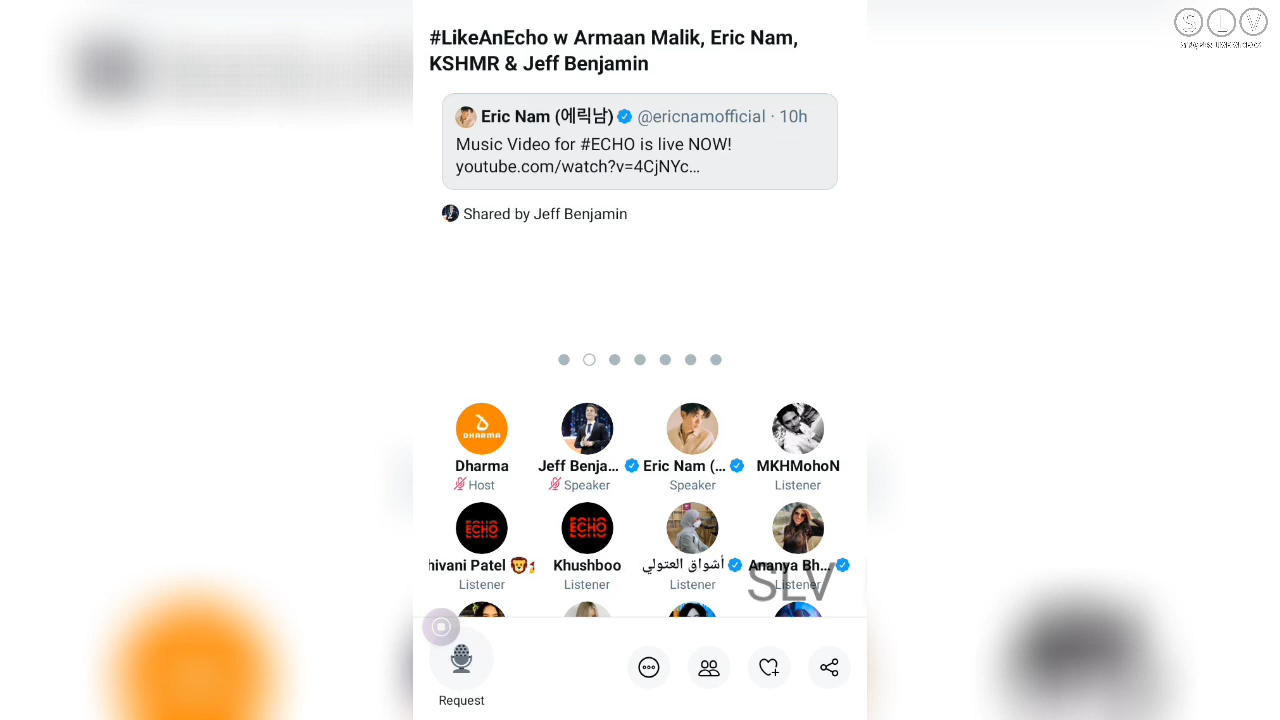 S L V
#LikeAnEcho w Armaan Malik, Eric Nam,
KSHMR & Jeff Benjamin
Eric Nam (에릭남) @ericnamofficial · 10h
Music Video for #ECHO is live NOW!
youtube.com/watch?v=4CjNYc…
Shared by Jeff Benjamin
DHARMA
Dharma Jeff Benja… Eric Nam (… MKHMohoN
Host Speaker Speaker Listener
ECHO ECHO
hivani Patel Khushboo أشواق العتولي Ananya Bh…
Listener Listener Listener Listener
SLV
Request